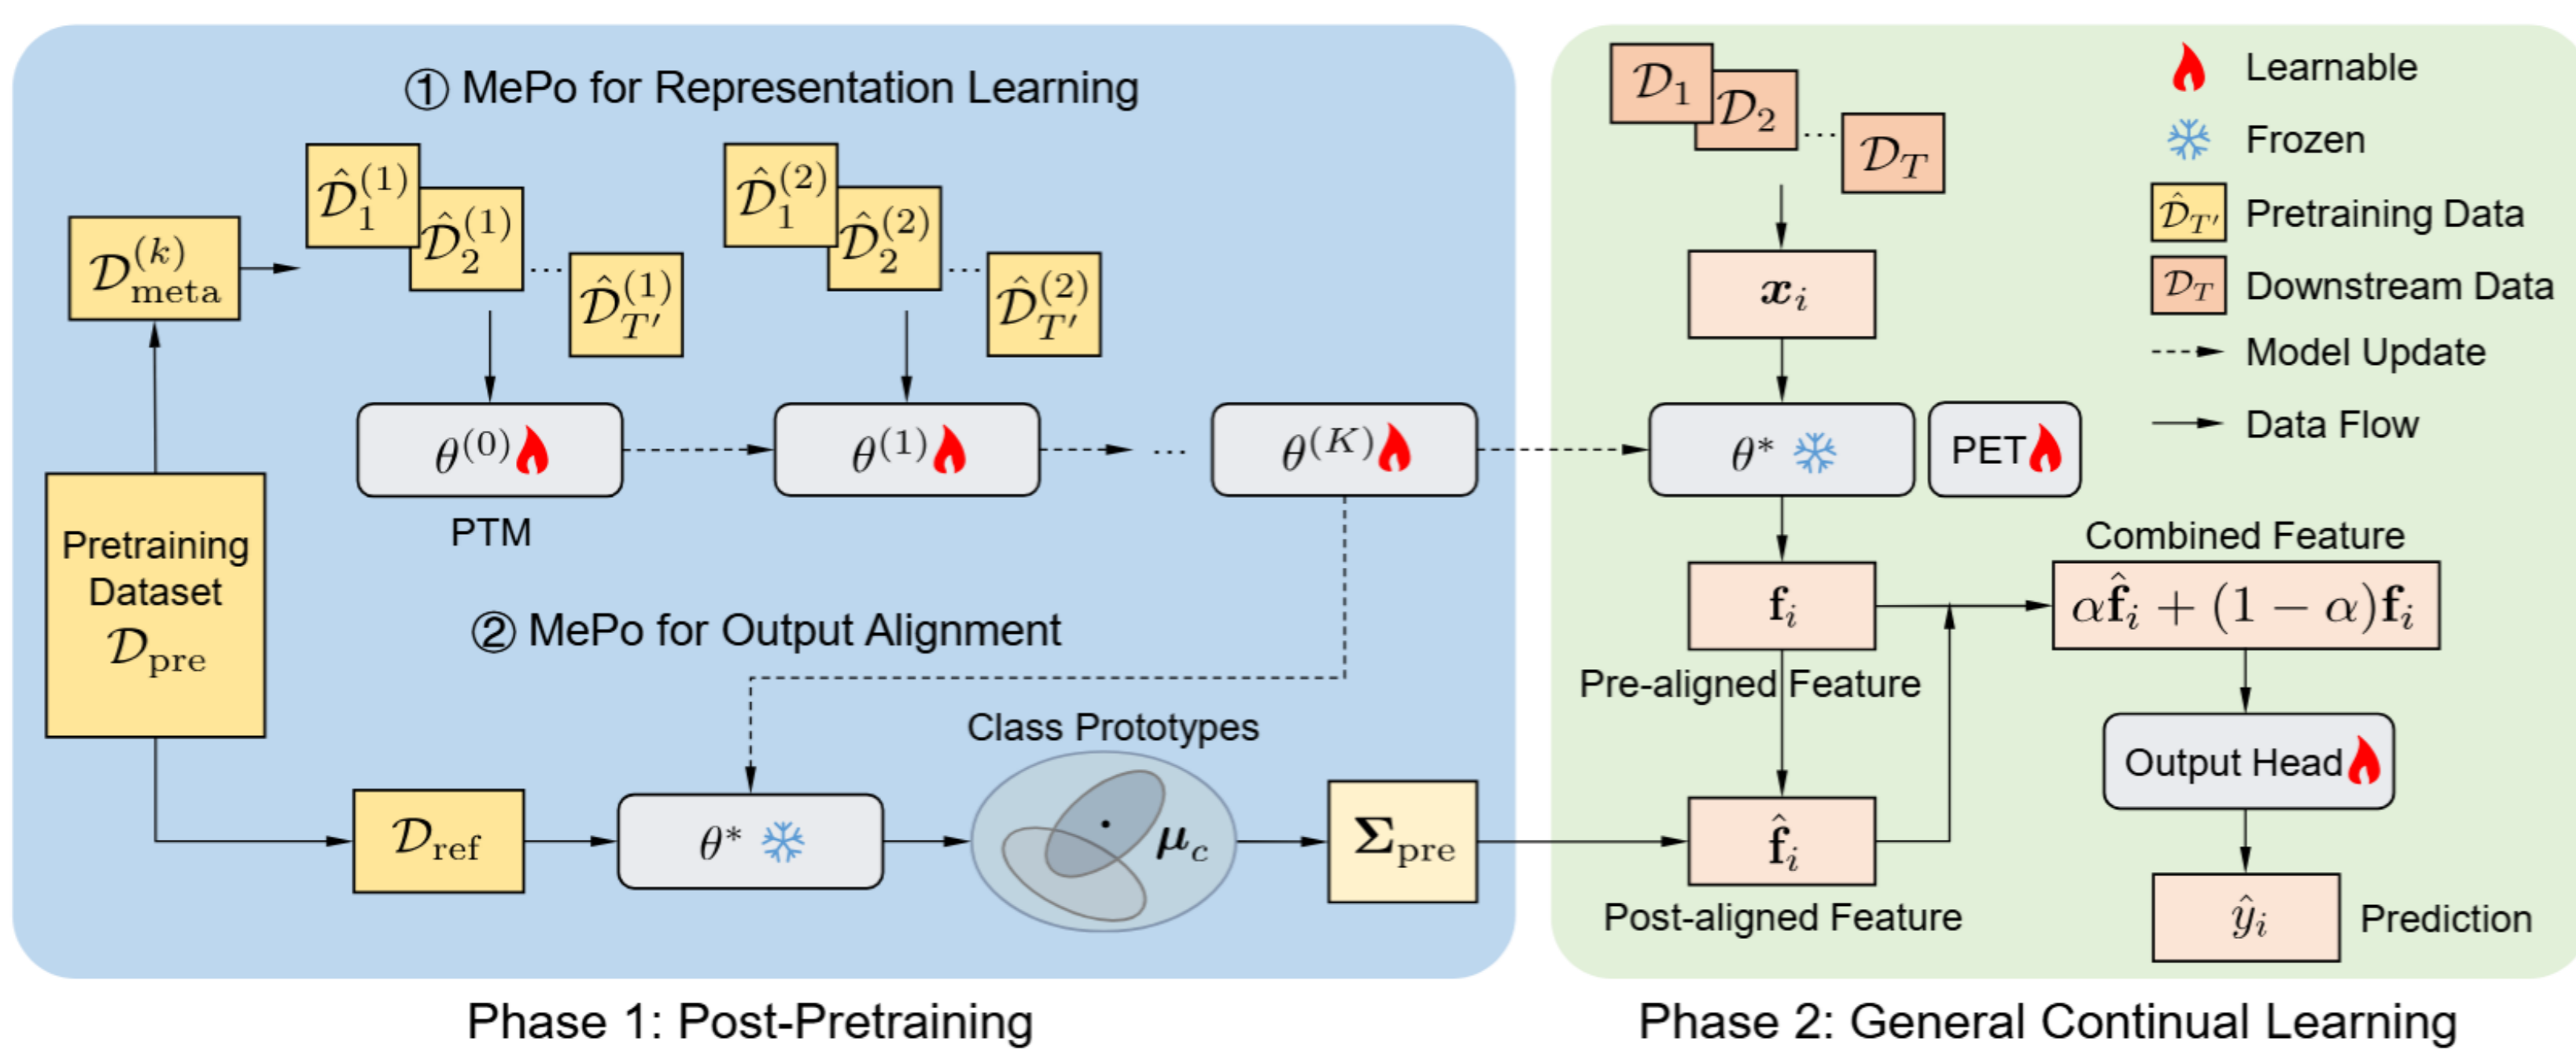 ① MePo for Representation Learning
𝒟_meta^(k)
𝒟̂_1^(1)
𝒟̂_2^(1)
...
𝒟̂_T′^(1)
𝒟̂_1^(2)
𝒟̂_2^(2)
...
𝒟̂_T′^(2)
θ^(0)
θ^(1)
...
θ^(K)
PTM
Pretraining
Dataset
𝒟_pre
② MePo for Output Alignment
Class Prototypes
𝒟_ref
θ*
μ_c
Σ_pre
Phase 1: Post-Pretraining
𝒟_1
𝒟_2
...
𝒟_T
x_i
θ*
PET
f_i
Pre-aligned Feature
f̂_i
Post-aligned Feature
Combined Feature
αf̂_i + (1 − α)f_i
Output Head
ŷ_i
Prediction
Learnable
Frozen
𝒟̂_T′ Pretraining Data
𝒟_T Downstream Data
Model Update
Data Flow
Phase 2: General Continual Learning